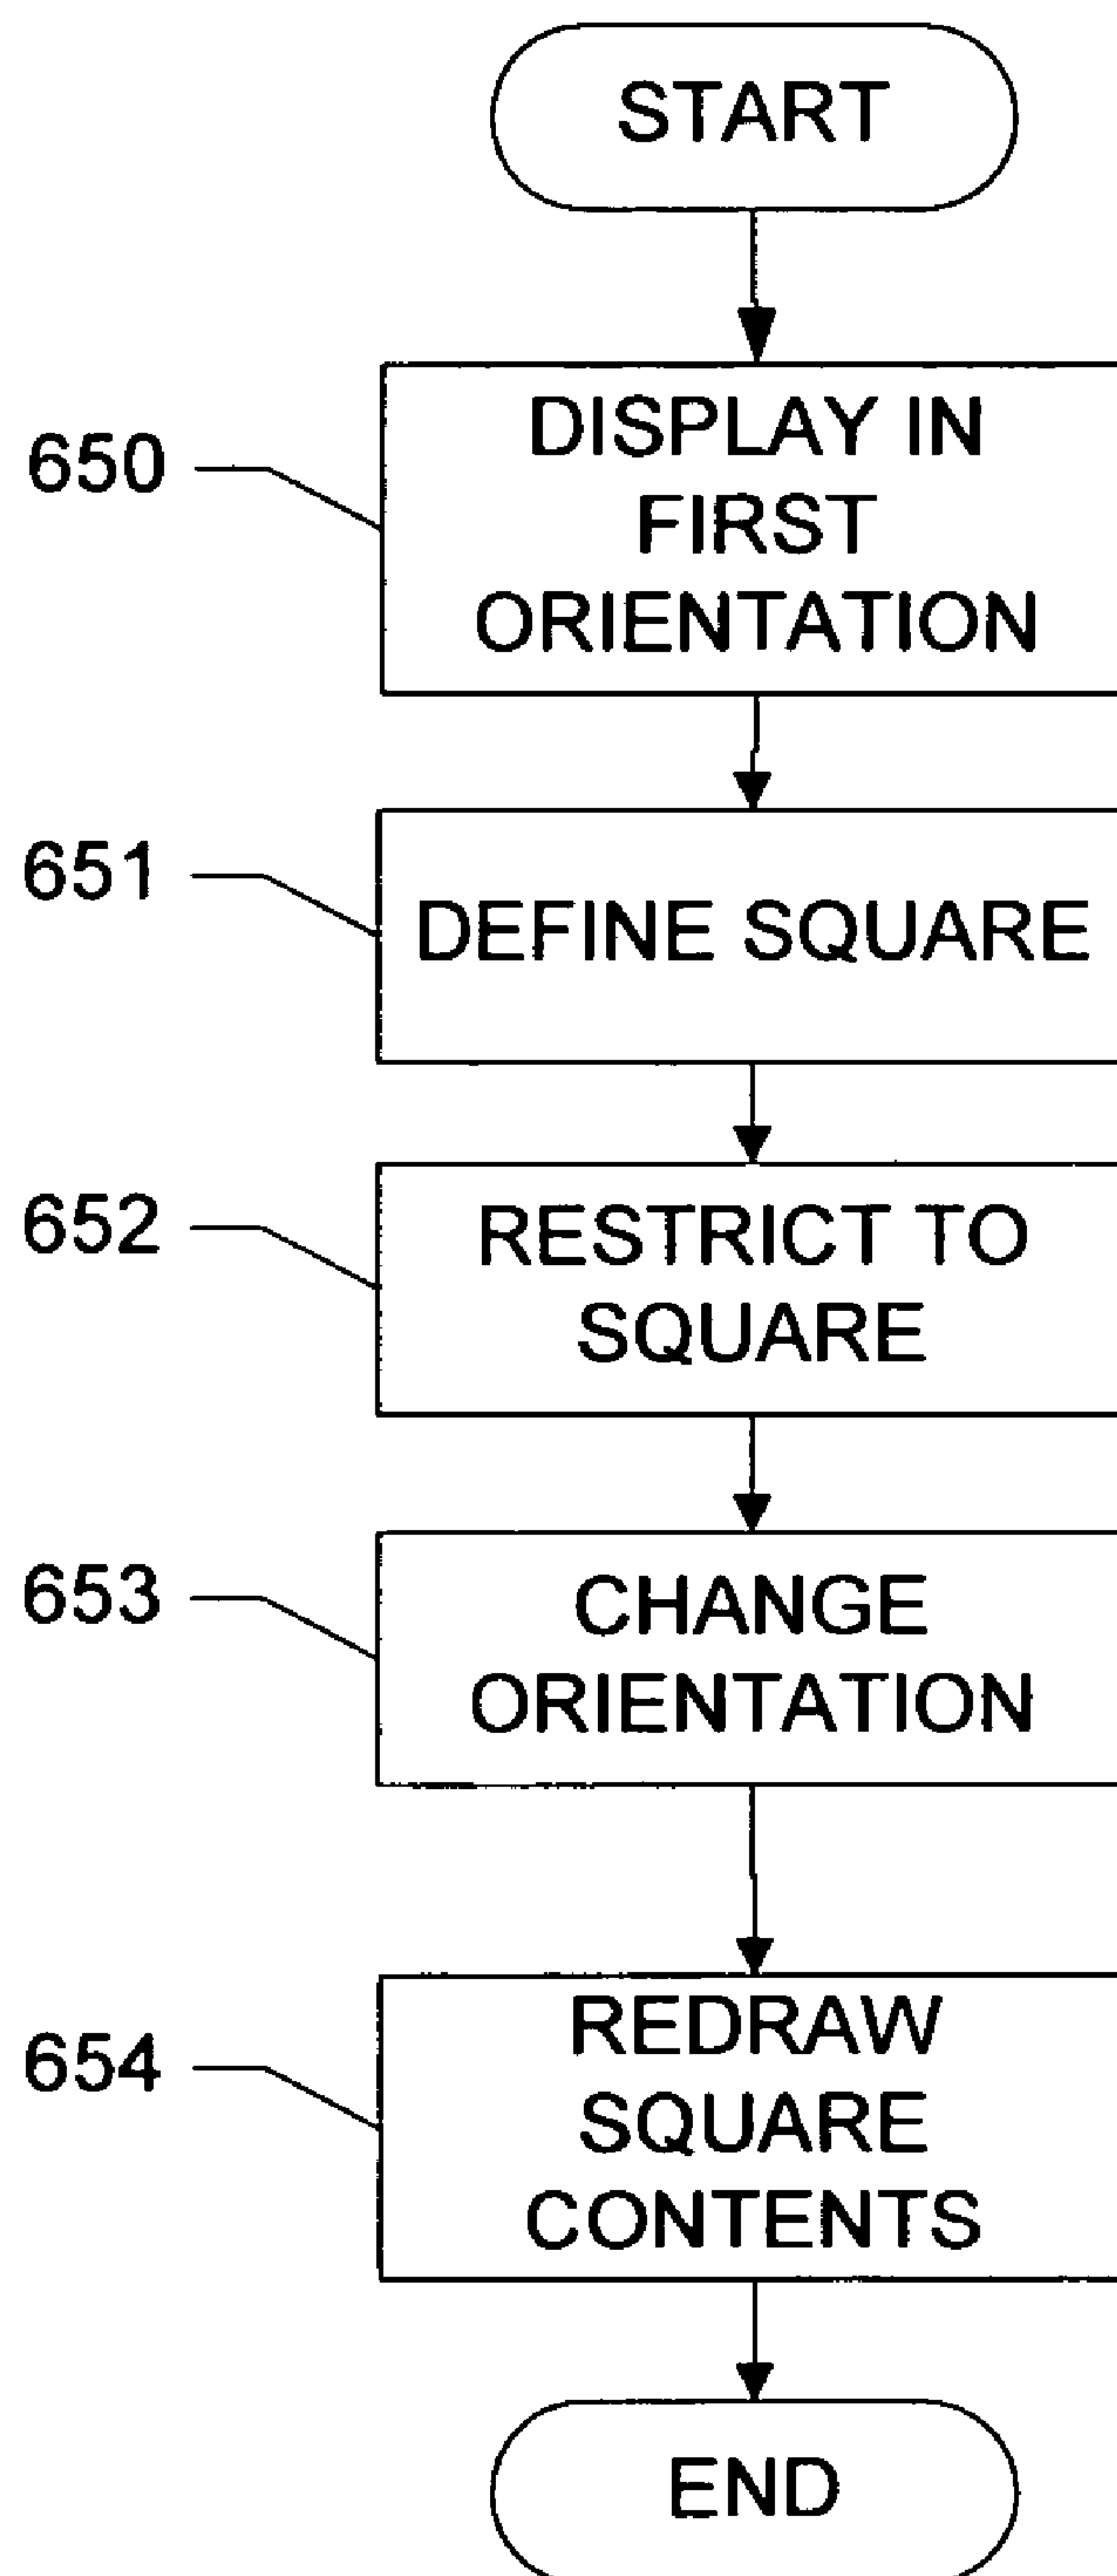 START
650
DISPLAY IN
FIRST
ORIENTATION
651
DEFINE SQUARE
652
RESTRICT TO
SQUARE
653
CHANGE
ORIENTATION
654
REDRAW
SQUARE
CONTENTS
END